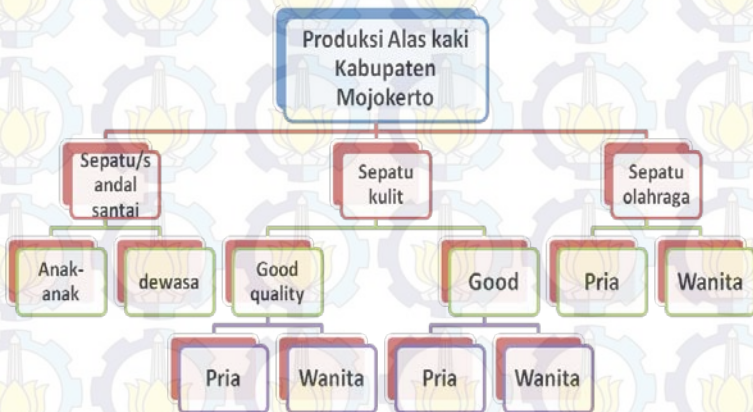 Produksi Alas kaki
Kabupaten
Mojokerto
Sepatu/s
andal
santai
Sepatu
kulit
Sepatu
olahraga
Anak-
anak
dewasa
Good
quality
Good
Pria
Wanita
Pria
Wanita
Pria
Wanita